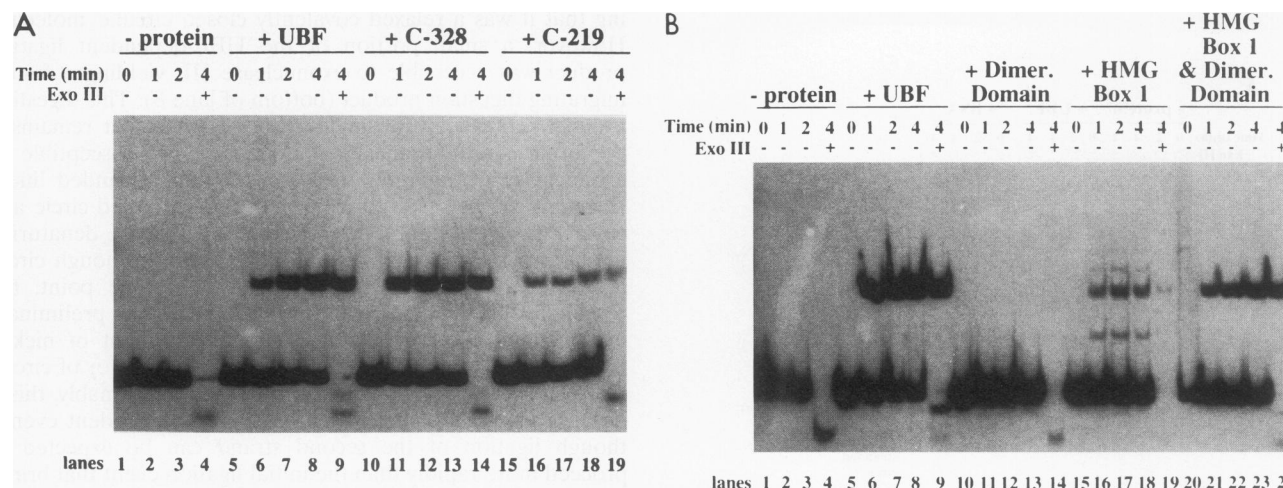 A
- protein + UBF + C-328 + C-219
Time (min) 0 1 2 4 0 1 2 4 4 0 1 2 4 4 0 1 2 4 4
Exo III - - - + - - - - + - - - - + - - - - +
lanes 1 2 3 4 5 6 7 8 9 10 11 12 13 14 15 16 17 18 19
B
+ HMG
Box 1
+ Dimer. + HMG & Dimer.
- protein + UBF Domain Box 1 Domain
Time (min) 0 1 2 4 0 1 2 4 4 0 1 2 4 4 0 1 2 4 4 0 1 2 4
Exo III - - - + - - - - + - - - - + - - - - + - - - -
lanes 1 2 3 4 5 6 7 8 9 10 11 12 13 14 15 16 17 18 19 20 21 22 23